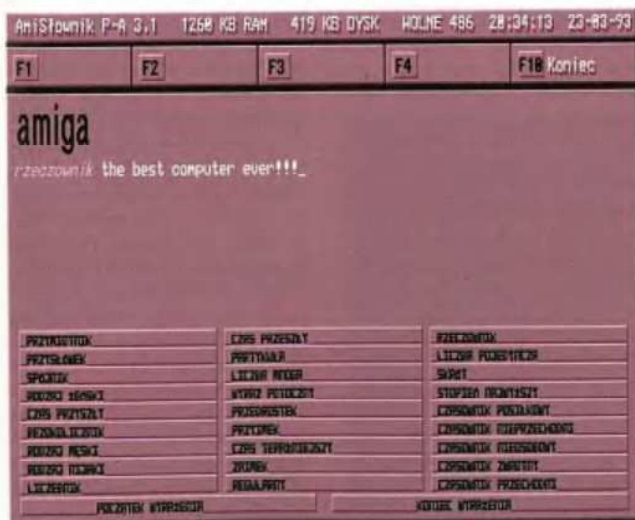 AmiSłownik P-A 3.1 1260 KB RAM 419 KB DYSK WOLNE 486 20:34:13 23-03-93
F1 F2 F3 F4 F10 Koniec
amiga
rzeczownik the best computer ever!!!_
PRZYMIOTNIK CZAS PRZESZŁY RZECZOWNIK
PRZYSŁÓWEK PARTYKUŁA LICZBA POJEDYNCZA
SPÓJNIK LICZBA MNOGA SKRÓT
RODZAJ ŻEŃSKI WYRAZ POTOCZNY STOPIEŃ NAJWYŻSZY
CZAS PRZYSZŁY PRZEDROSTEK CZASOWNIK POSIŁKOWY
BEZOKOLICZNIK PRZYIMEK CZASOWNIK NIEPRZECHODNI
RODZAJ MĘSKI CZAS TERAŹNIEJSZY CZASOWNIK NIEOSOBOWY
RODZAJ NIJAKI ZAIMEK CZASOWNIK ZWROTNY
LICZEBNIK REGULARNY CZASOWNIK PRZECHODNI
POCZĄTEK WYRAŻENIA KONIEC WYRAŻENIA